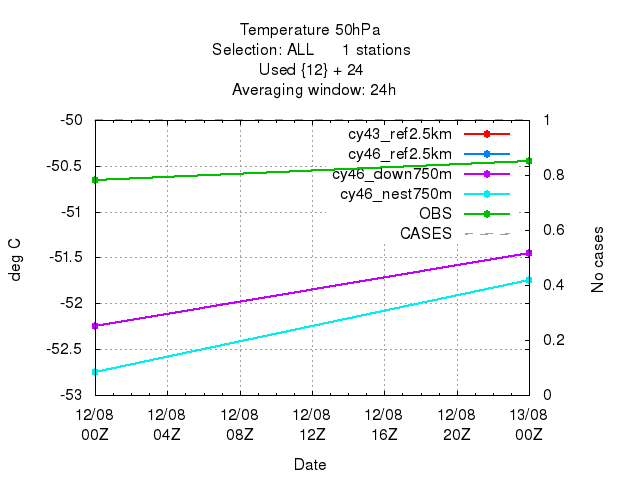 Temperature 50hPa
Selection: ALL 1 stations
Used {12} + 24
Averaging window: 24h
-50
-50.5
-51
-51.5
-52
-52.5
-53
deg C
1
0.8
0.6
0.4
0.2
0
No cases
cy43_ref2.5km
cy46_ref2.5km
cy46_down750m
cy46_nest750m
OBS
CASES
12/08 12/08 12/08 12/08 12/08 12/08 13/08
00Z 04Z 08Z 12Z 16Z 20Z 00Z
Date